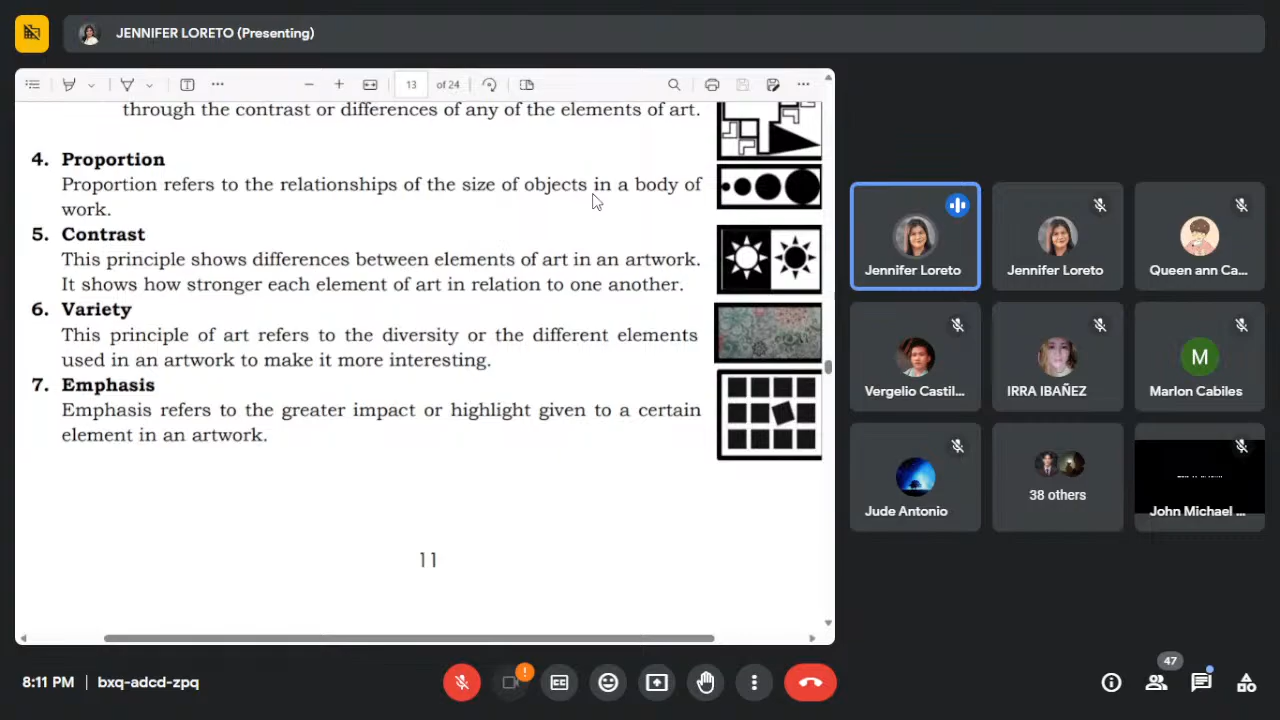 JENNIFER LORETO (Presenting)
13 of 24
through the contrast or differences of any of the elements of art.
4. Proportion
Proportion refers to the relationships of the size of objects in a body of
work.
5. Contrast
This principle shows differences between elements of art in an artwork.
It shows how stronger each element of art in relation to one another.
6. Variety
This principle of art refers to the diversity or the different elements
used in an artwork to make it more interesting.
7. Emphasis
Emphasis refers to the greater impact or highlight given to a certain
element in an artwork.
11
Jennifer Loreto
Jennifer Loreto
Queen ann Ca...
Vergelio Castil...
IRRA IBAÑEZ
M
Marlon Cabiles
Jude Antonio
38 others
John Michael ...
8:11 PM | bxq-adcd-zpq
47